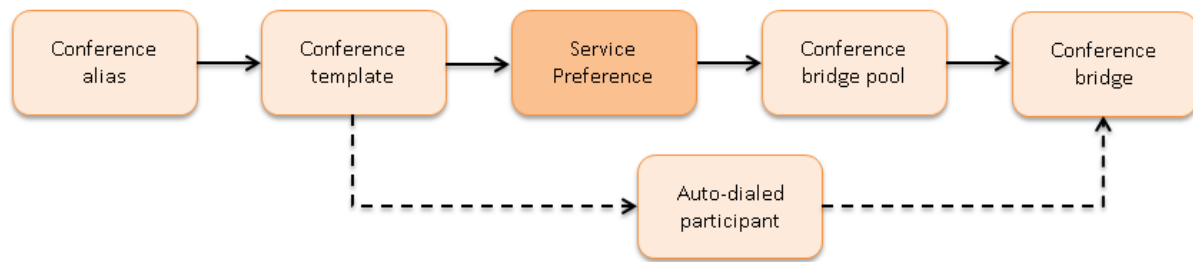 Conference
alias
Conference
template
Service
Preference
Conference
bridge pool
Conference
bridge
Auto-dialed
participant